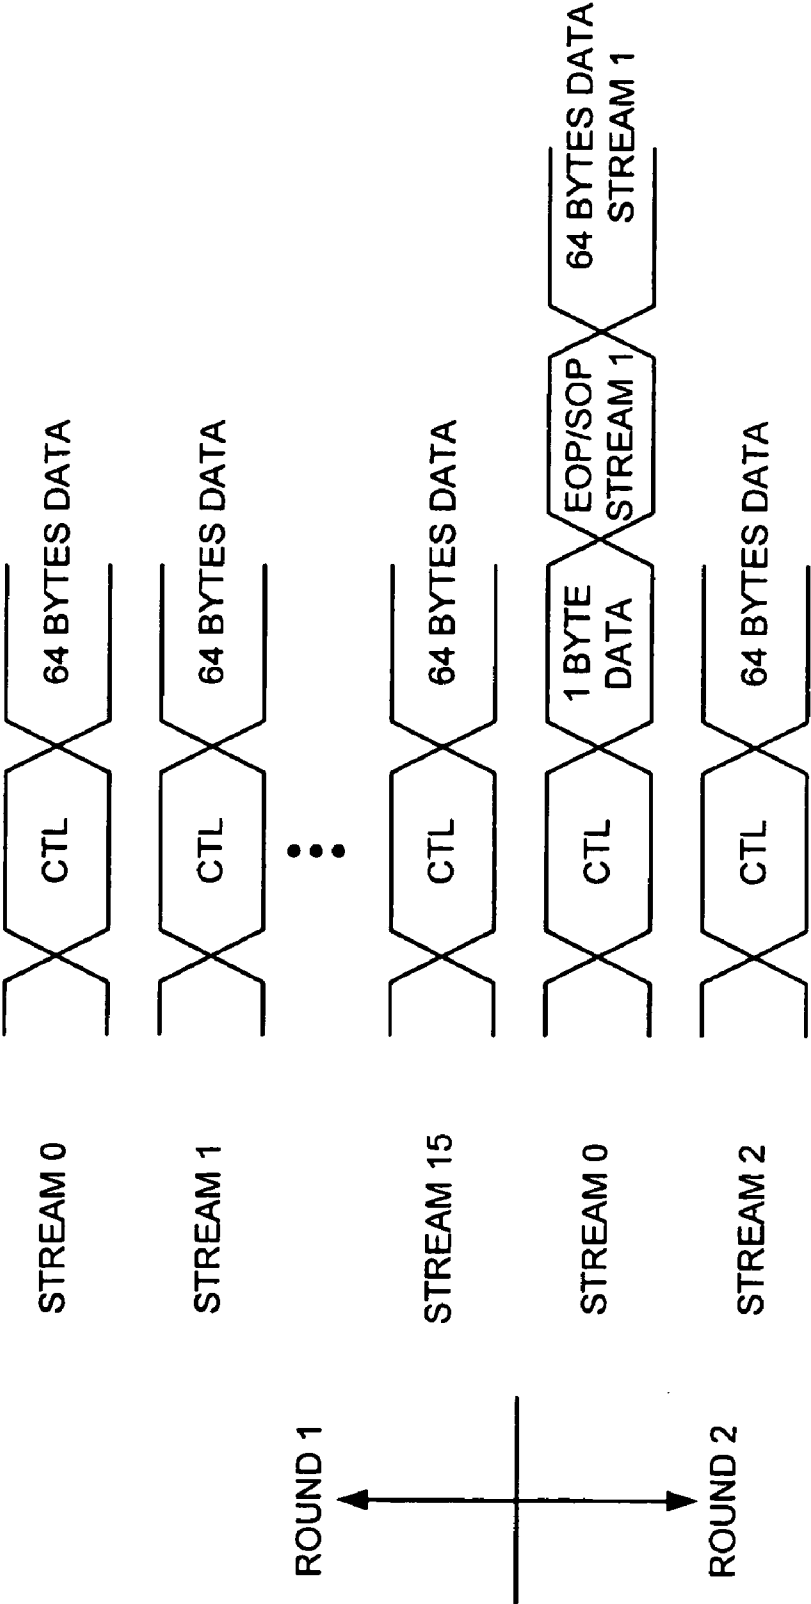 STREAM 0
CTL
64 BYTES DATA
STREAM 1
CTL
64 BYTES DATA
ROUND 1
STREAM 15
CTL
64 BYTES DATA
STREAM 0
CTL
1 BYTE
DATA
EOP/SOP
STREAM 1
64 BYTES DATA
STREAM 1
ROUND 2
STREAM 2
CTL
64 BYTES DATA